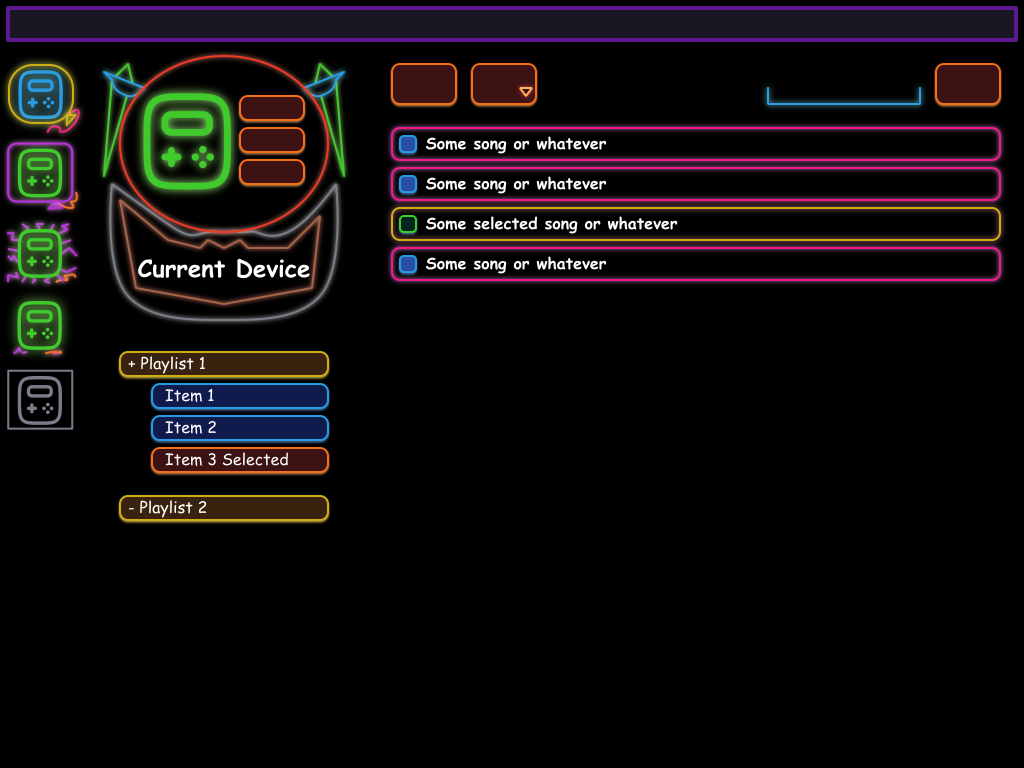 Current Device
+ Playlist 1
Item 1
Item 2
Item 3 Selected
- Playlist 2
Some song or whatever
Some song or whatever
Some selected song or whatever
Some song or whatever